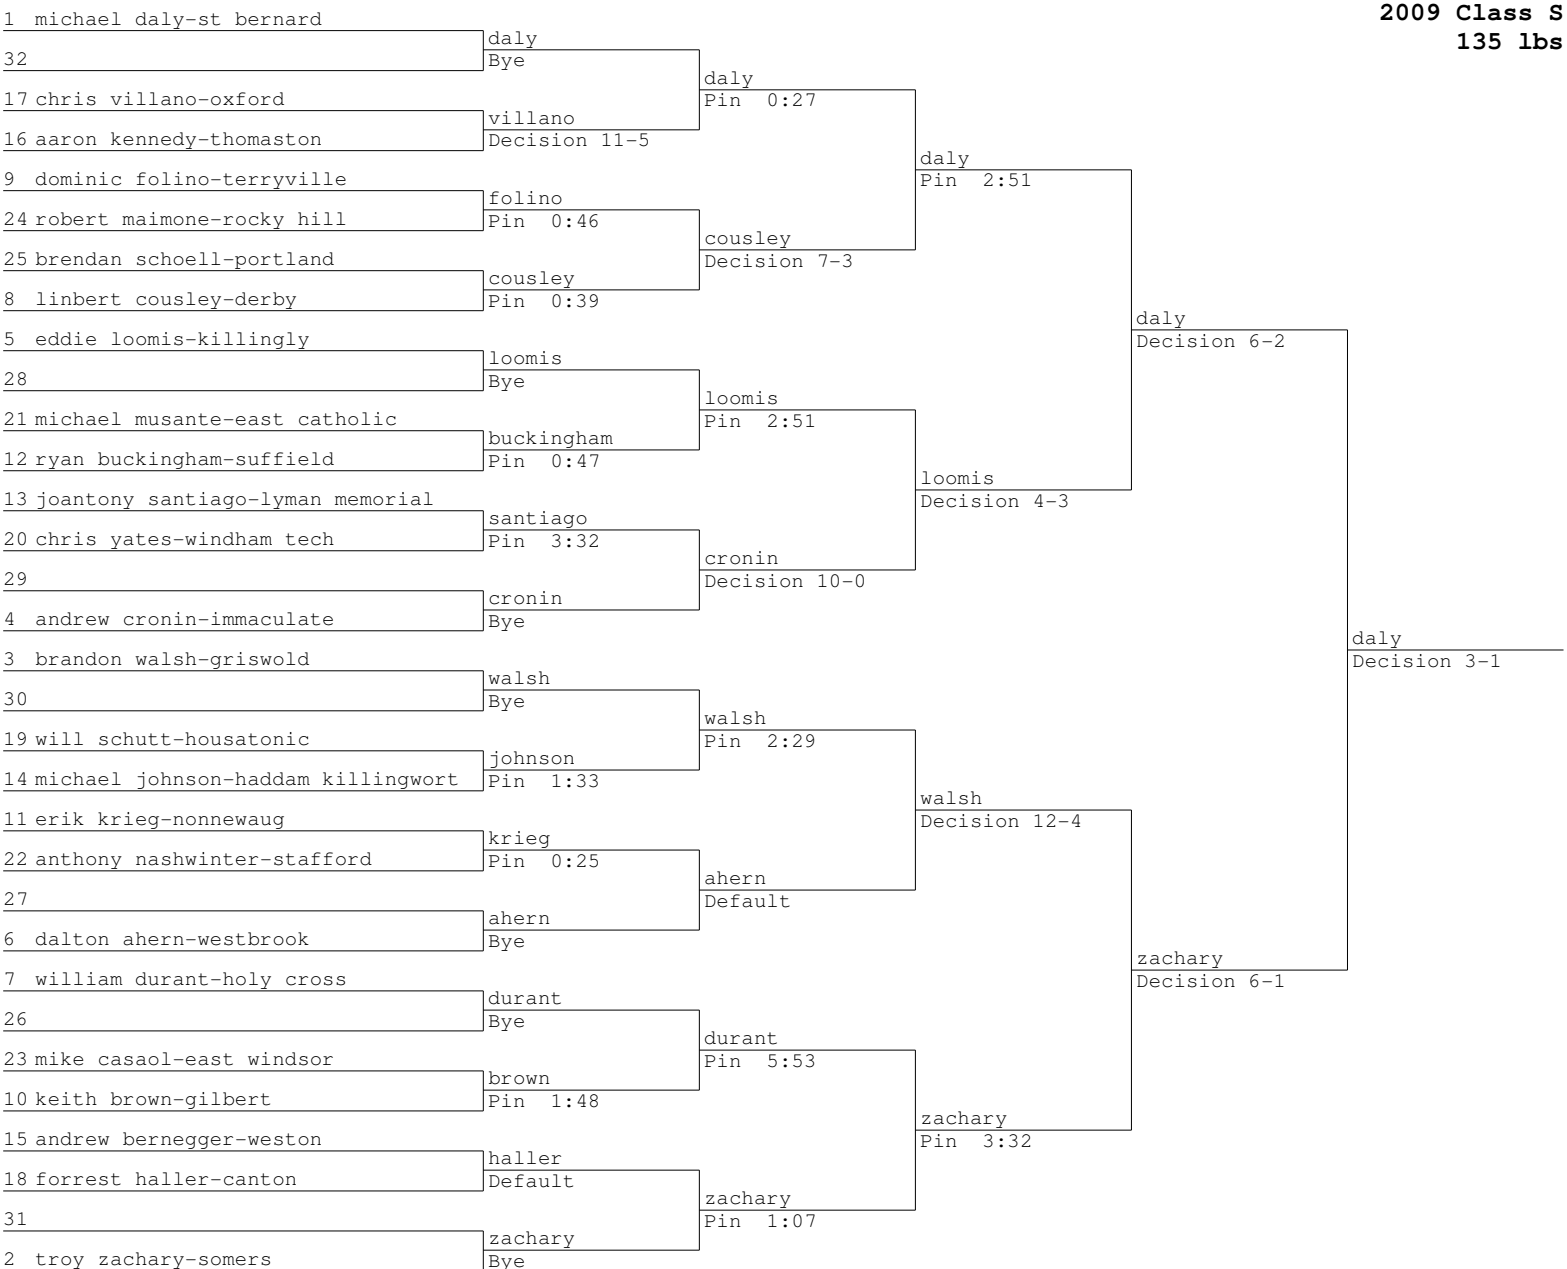 2009 Class S
135 lbs
1 michael daly-st bernard
32
17 chris villano-oxford
16 aaron kennedy-thomaston
9 dominic folino-terryville
24 robert maimone-rocky hill
25 brendan schoell-portland
8 linbert cousley-derby
5 eddie loomis-killingly
28
21 michael musante-east catholic
12 ryan buckingham-suffield
13 joantony santiago-lyman memorial
20 chris yates-windham tech
29
4 andrew cronin-immaculate
3 brandon walsh-griswold
30
19 will schutt-housatonic
14 michael johnson-haddam killingwort
11 erik krieg-nonnewaug
22 anthony nashwinter-stafford
27
6 dalton ahern-westbrook
7 william durant-holy cross
26
23 mike casaol-east windsor
10 keith brown-gilbert
15 andrew bernegger-weston
18 forrest haller-canton
31
2 troy zachary-somers
daly
Bye
villano
Decision 11-5
folino
Pin 0:46
cousley
Pin 0:39
loomis
Bye
buckingham
Pin 0:47
santiago
Pin 3:32
cronin
Bye
walsh
Bye
johnson
Pin 1:33
krieg
Pin 0:25
ahern
Bye
durant
Bye
brown
Pin 1:48
haller
Default
zachary
Bye
daly
Pin 0:27
cousley
Decision 7-3
loomis
Pin 2:51
cronin
Decision 10-0
walsh
Pin 2:29
ahern
Default
durant
Pin 5:53
zachary
Pin 1:07
daly
Pin 2:51
loomis
Decision 4-3
walsh
Decision 12-4
zachary
Pin 3:32
daly
Decision 6-2
zachary
Decision 6-1
daly
Decision 3-1